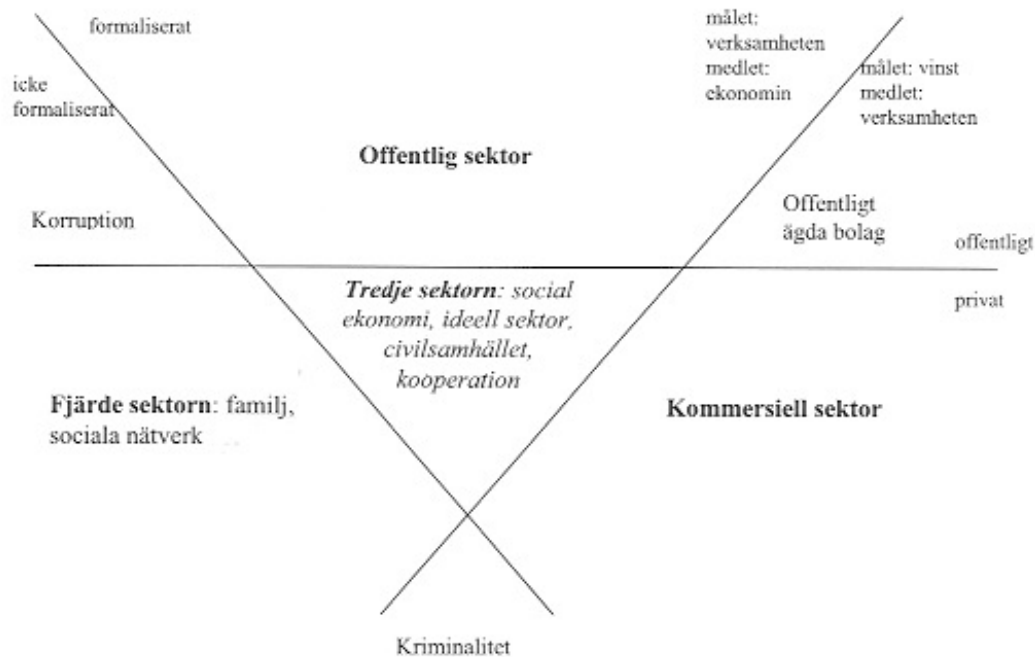 formaliserat
icke
formaliserat
målet:
verksamheten
medlet:
ekonomin
målet: vinst
medlet:
verksamheten
Offentlig sektor
Korruption
Offentligt
ägda bolag
offentligt
privat
Tredje sektorn: social
ekonomi, ideell sektor,
civilsamhället,
kooperation
Fjärde sektorn: familj,
sociala nätverk
Kommersiell sektor
Kriminalitet